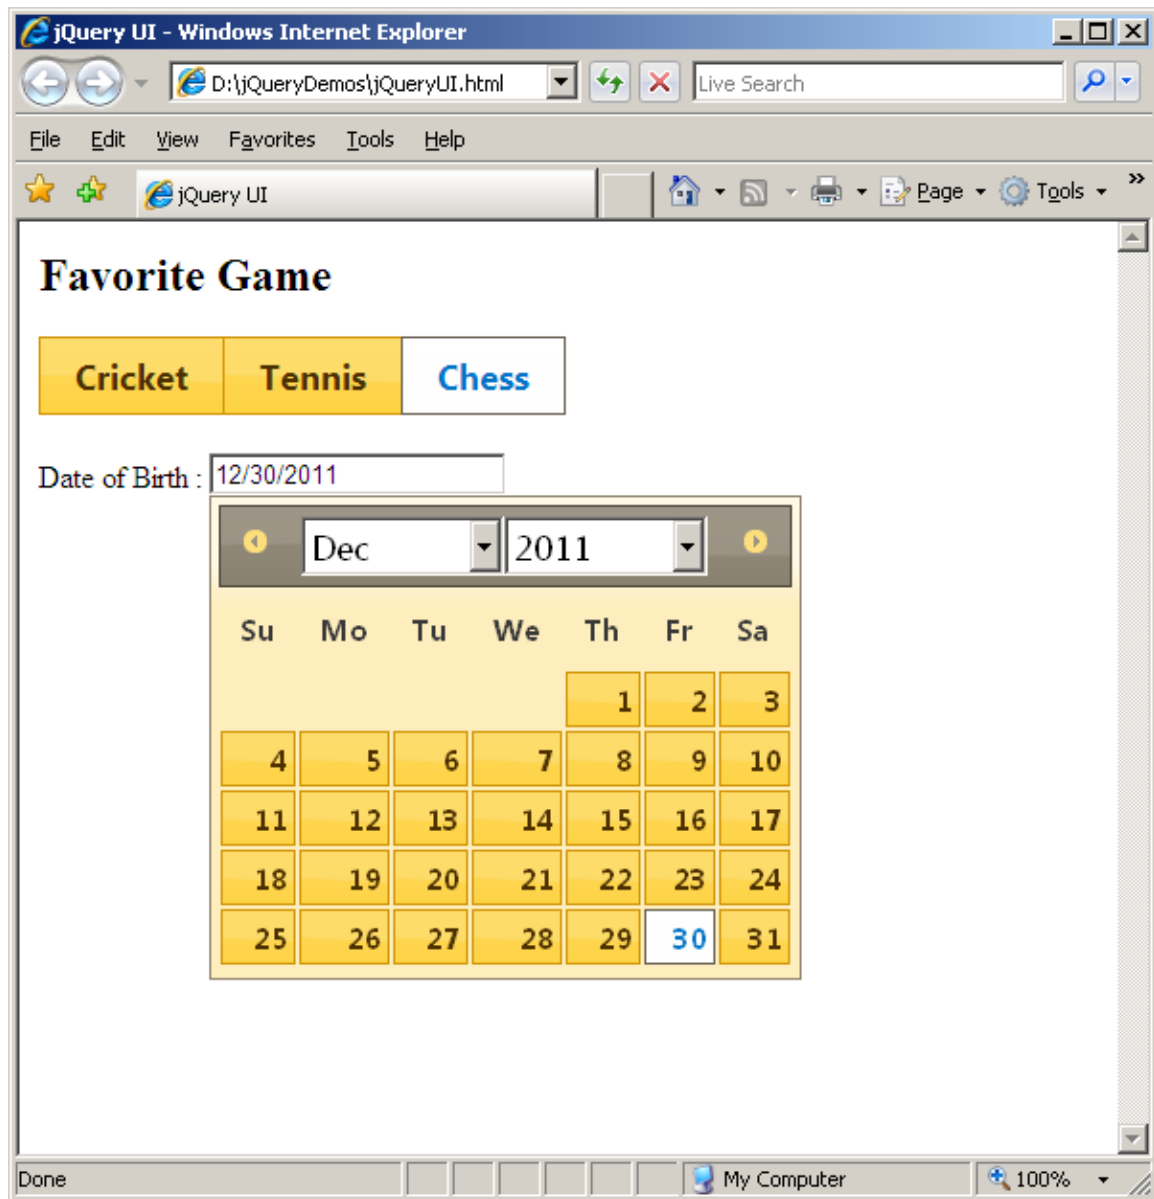 jQuery UI - Windows Internet Explorer
D:\jQueryDemos\jQueryUI.html Live Search
File Edit View Favorites Tools Help
jQuery UI Page Tools »
Favorite Game
Cricket Tennis Chess
Date of Birth : 12/30/2011
Dec 2011
Su Mo Tu We Th Fr Sa
1 2 3
4 5 6 7 8 9 10
11 12 13 14 15 16 17
18 19 20 21 22 23 24
25 26 27 28 29 30 31
Done My Computer 100%